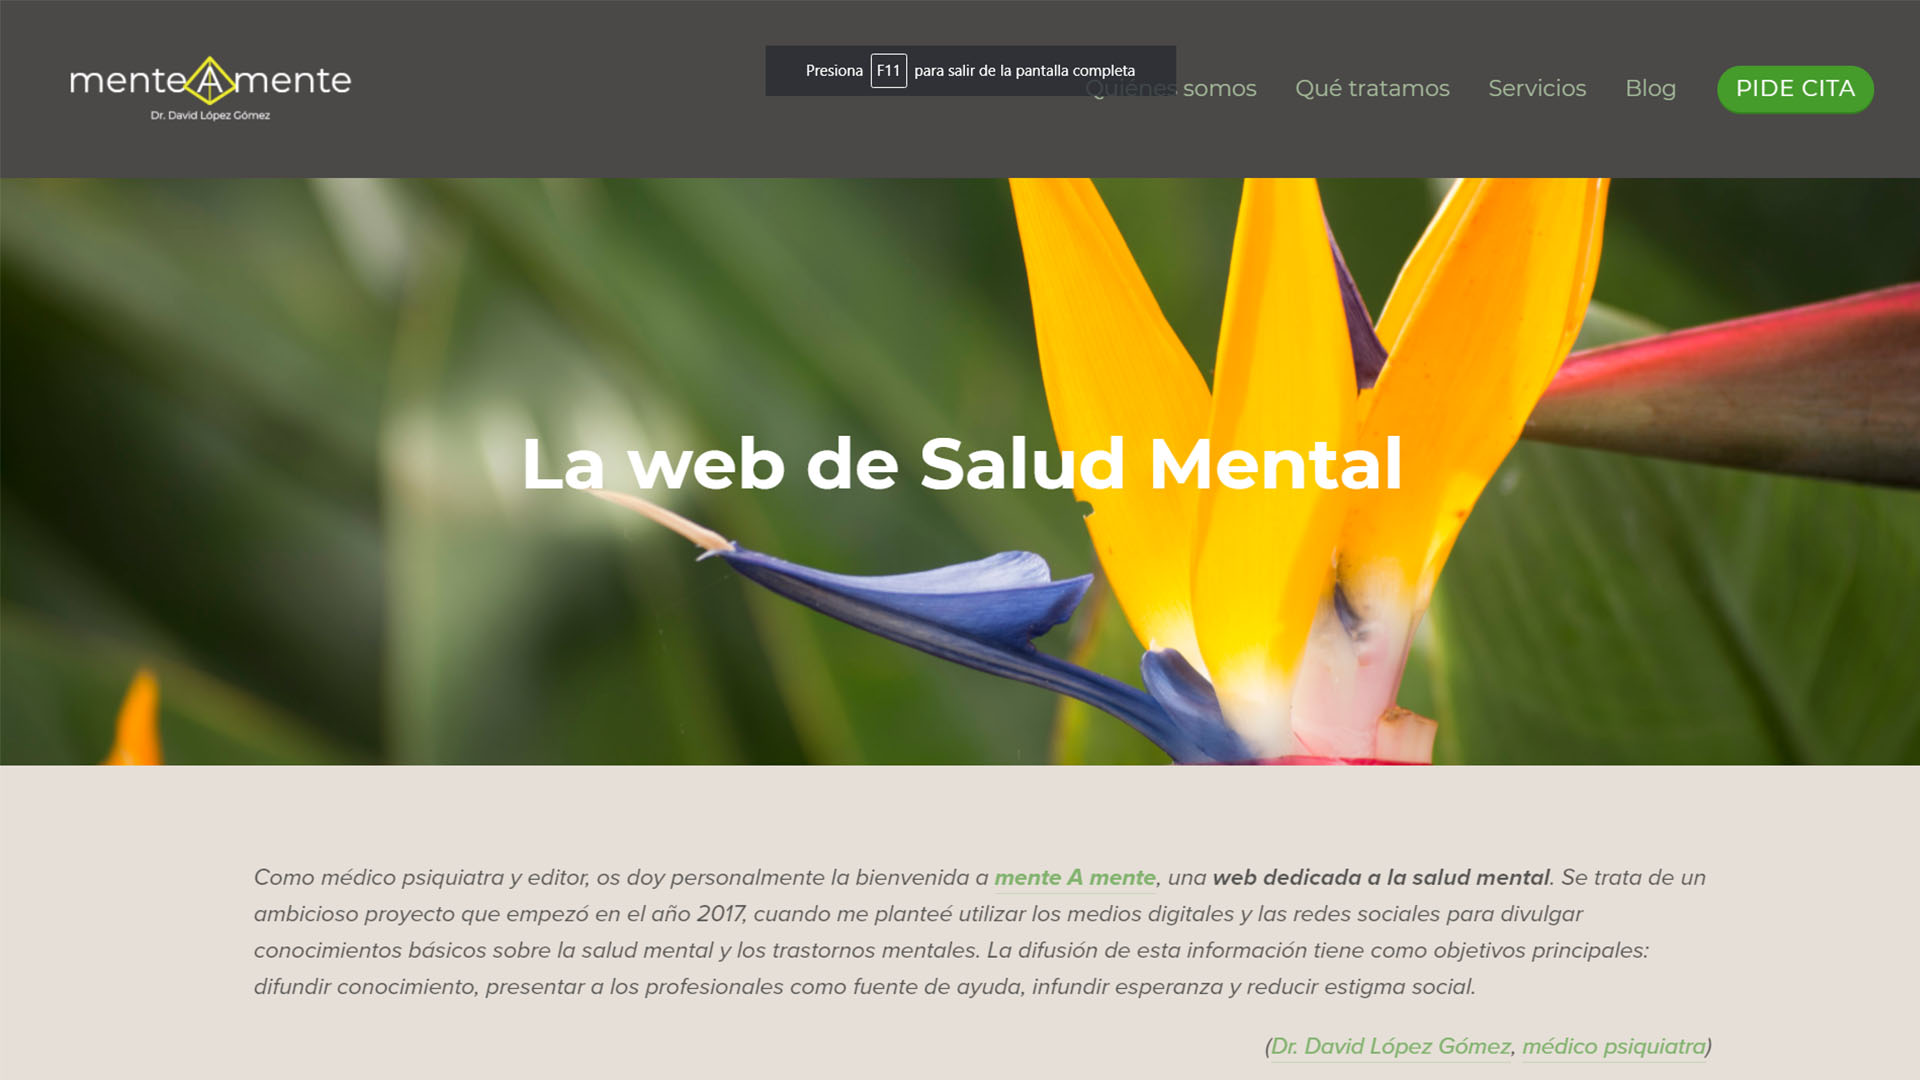 mente A mente
Dr. David López Gómez
Presiona F11 para salir de la pantalla completa
Quiénes somos
Qué tratamos
Servicios
Blog
PIDE CITA
La web de Salud Mental
Como médico psiquiatra y editor, os doy personalmente la bienvenida a mente A mente, una web dedicada a la salud mental. Se trata de un
ambicioso proyecto que empezó en el año 2017, cuando me planteé utilizar los medios digitales y las redes sociales para divulgar
conocimientos básicos sobre la salud mental y los trastornos mentales. La difusión de esta información tiene como objetivos principales:
difundir conocimiento, presentar a los profesionales como fuente de ayuda, infundir esperanza y reducir estigma social.
(Dr. David López Gómez, médico psiquiatra)